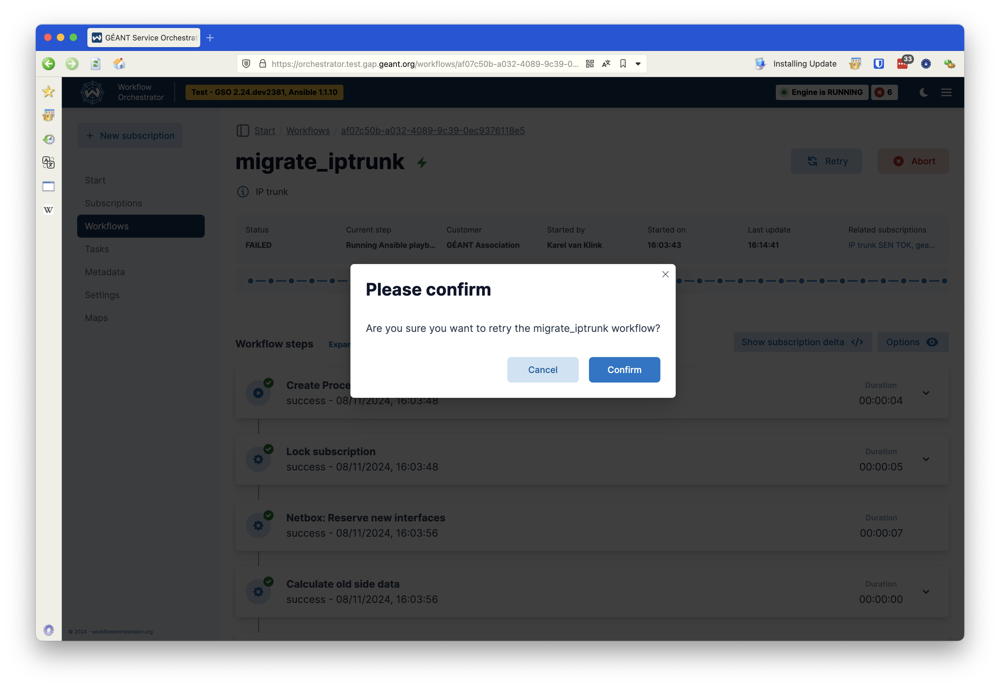 GÉANT Service Orchestrat
https://orchestrator.test.gap.geant.org/workflows/af07c50b-a032-4089-9c39-0...
Installing Update
33
Workflow
Orchestrator
Test - GSO 2.24.dev2381, Ansible 1.1.10
Engine is RUNNING
6
New subscription
Start
Subscriptions
Workflows
Tasks
Metadata
Settings
Maps
Start / Workflows / af07c50b-a032-4089-9c39-0ec9376118e5
migrate_iptrunk
Retry
Abort
IP trunk
Status
FAILED
Current step
Running Ansible playb...
Customer
GÉANT Association
Started by
Karel van Klink
Started on
16:03:43
Last update
16:14:41
Related subscriptions
IP trunk SEN TOK, gea...
Please confirm
Are you sure you want to retry the migrate_iptrunk workflow?
Cancel
Confirm
Workflow steps
Expan
Show subscription delta </>
Options
Create Proce
success - 08/11/2024, 16:03:48
Duration
00:00:04
Lock subscription
success - 08/11/2024, 16:03:48
Duration
00:00:05
Netbox: Reserve new interfaces
success - 08/11/2024, 16:03:56
Duration
00:00:07
Calculate old side data
success - 08/11/2024, 16:03:56
Duration
00:00:00
W
© 2024 - workfloworchestrator.org